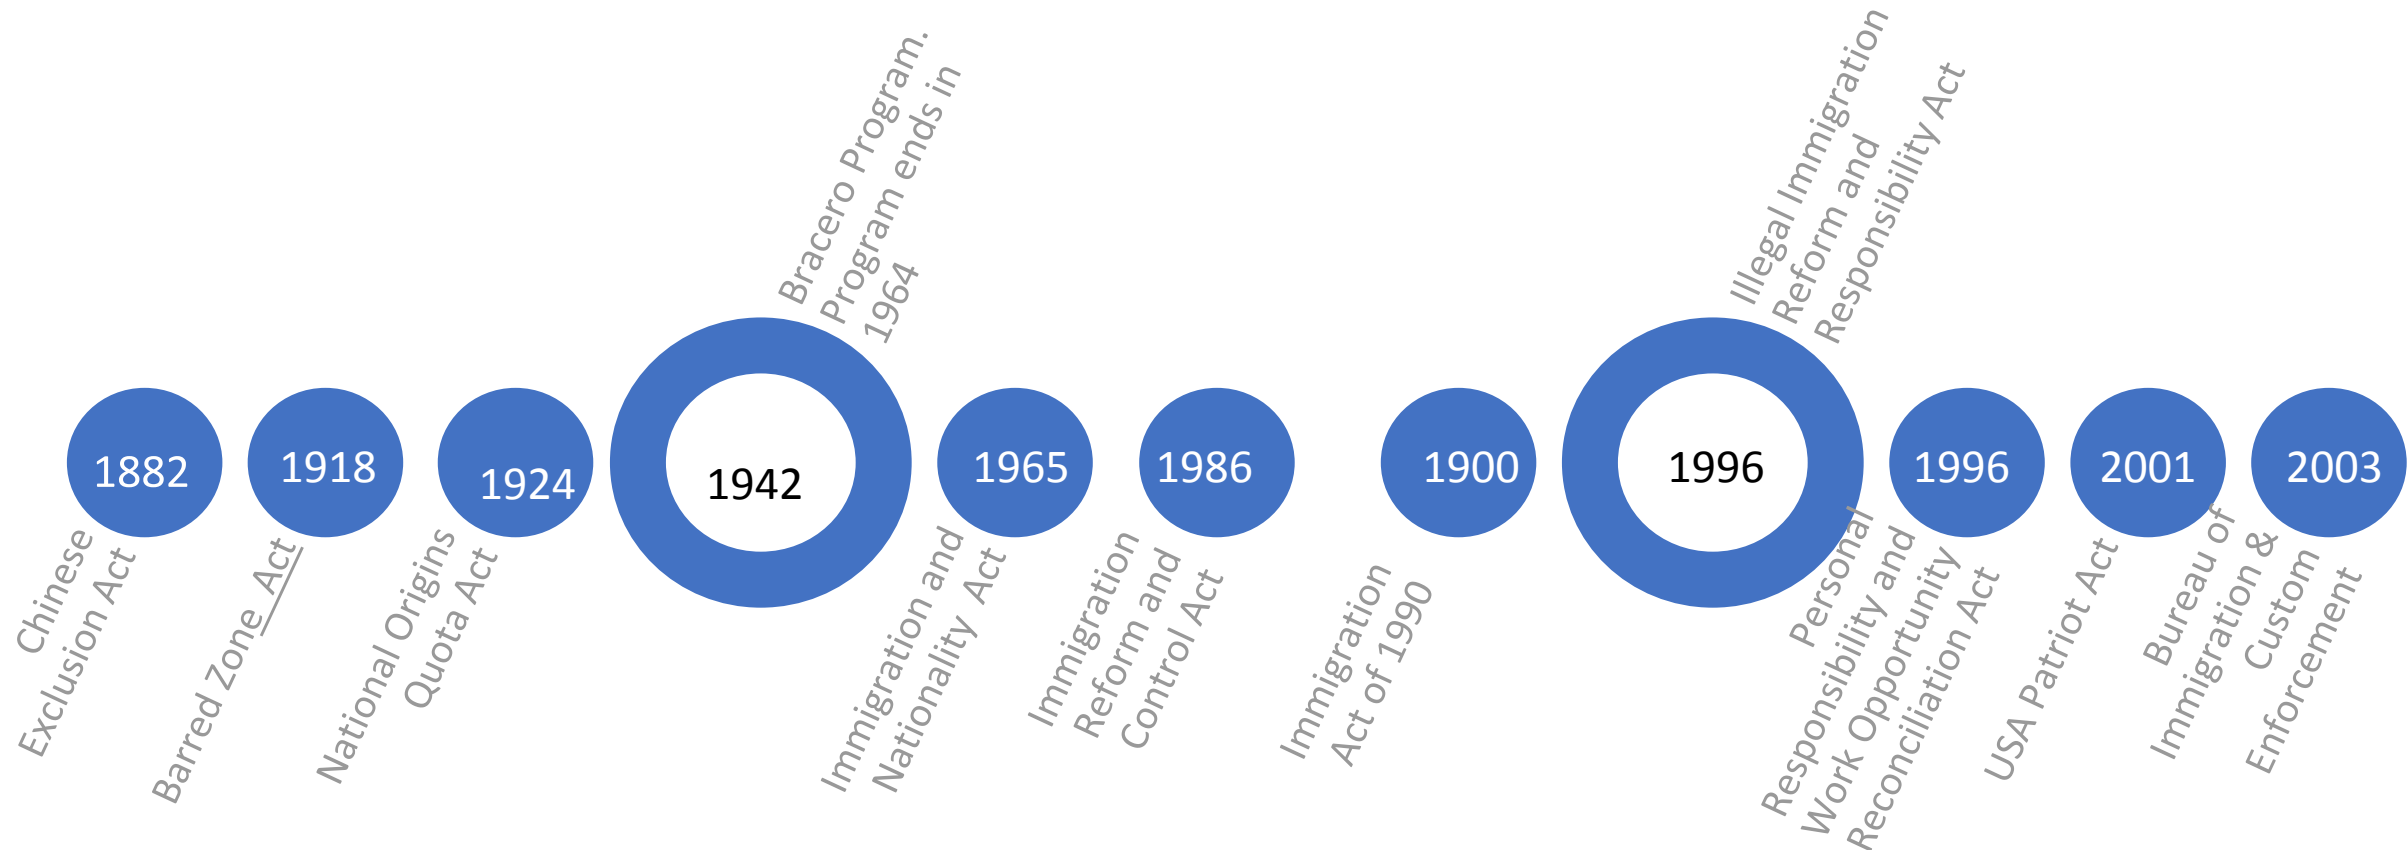 Bracero Program.
Program ends in
1964
Illegal Immigration
Reform and
Responsibility Act
1882
1918
1924
1942
1965
1986
1900
1996
1996
2001
2003
Chinese
Exclusion Act
Barred Zone Act
National Origins
Quota Act
Immigration and
Nationality Act
Immigration
Reform and
Control Act
Immigration
Act of 1990
Personal
Responsibility and
Work Opportunity
Reconciliation Act
USA Patriot Act
Bureau of
Immigration &
Custom
Enforcement